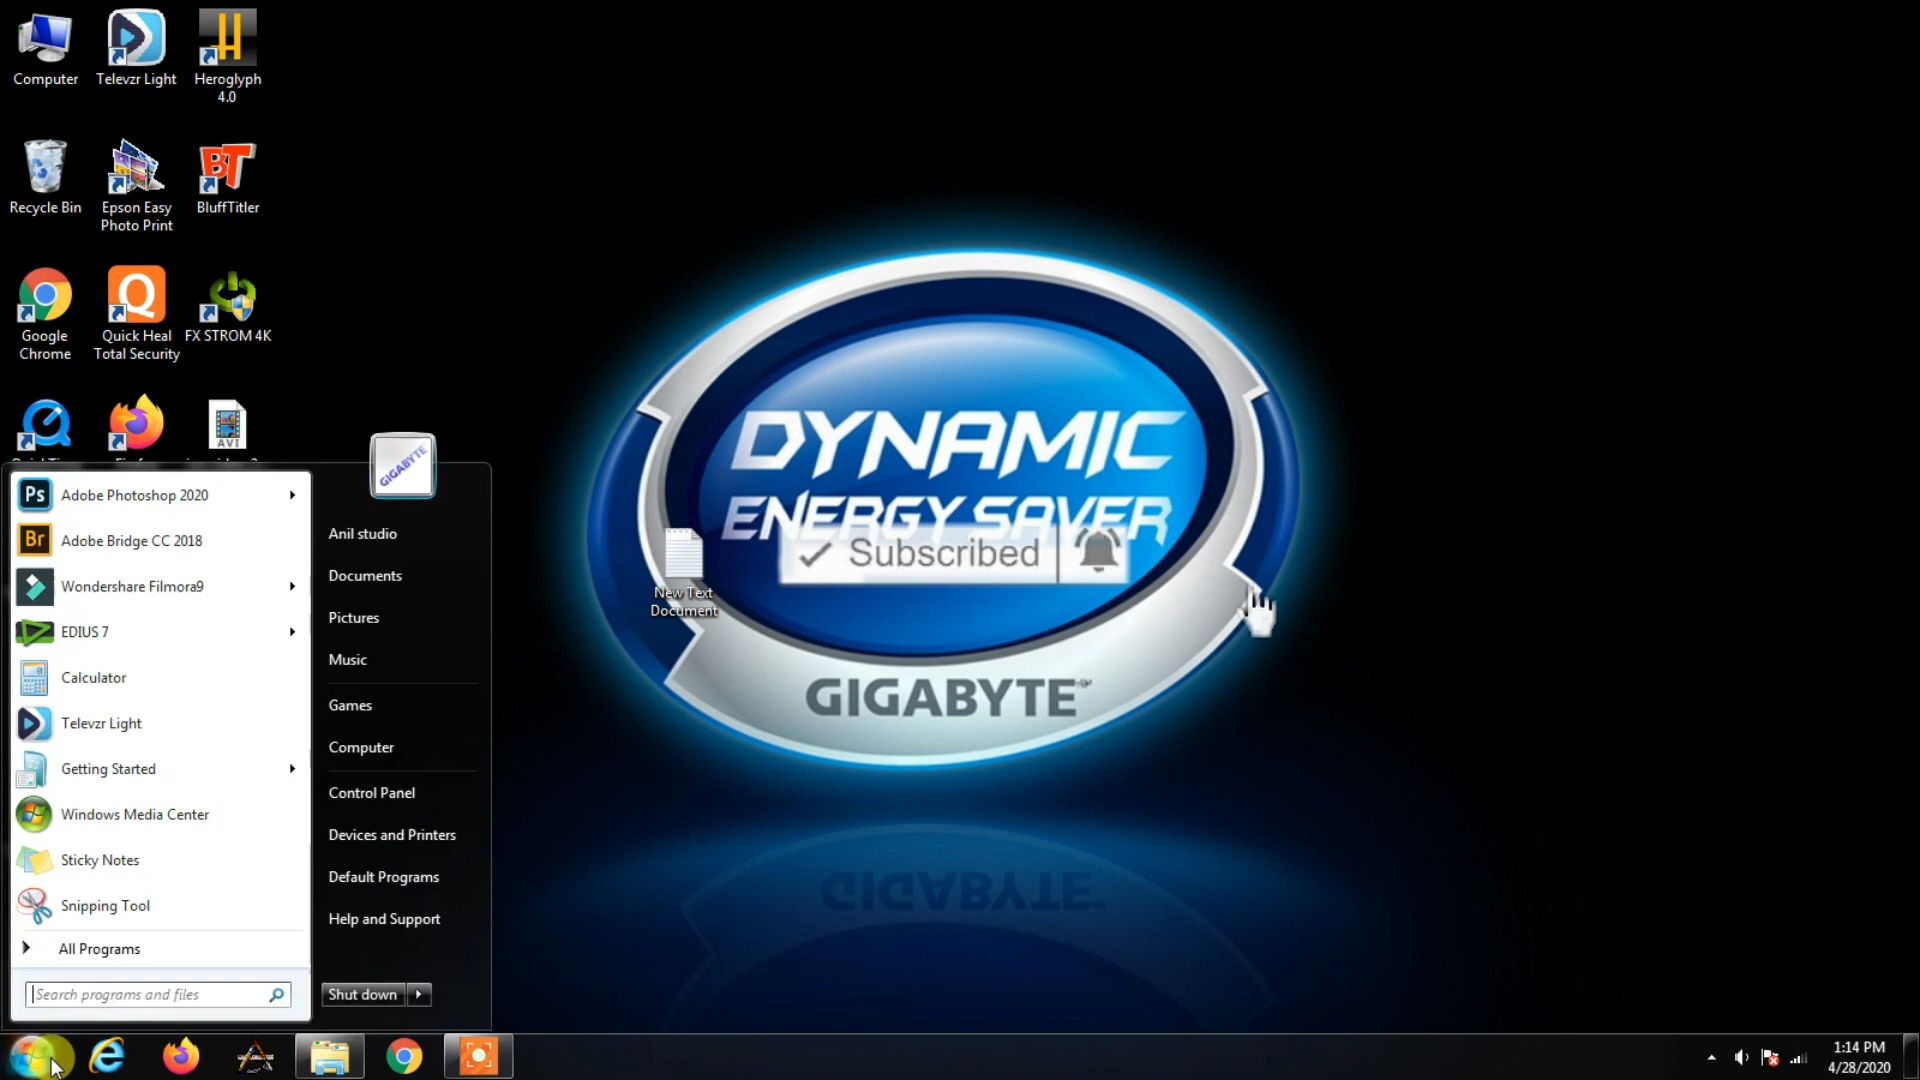 Computer
Televzr Light
Heroglyph
4.0
Recycle Bin
Epson Easy
Photo Print
BT
BluffTitler
Google
Chrome
Q
Quick Heal
Total Security
FX STROM 4K
AVI
GIGABYTE
Ps
Adobe Photoshop 2020
Br
Adobe Bridge CC 2018
Wondershare Filmora9
EDIUS 7
Calculator
Televzr Light
Getting Started
Windows Media Center
Sticky Notes
Snipping Tool
All Programs
Search programs and files
Anil studio
Documents
Pictures
Music
Games
Computer
Control Panel
Devices and Printers
Default Programs
Help and Support
Shut down
DYNAMIC
ENERGY SAVER
Subscribed
New Text
Document
GIGABYTE
1:14 PM
4/28/2020